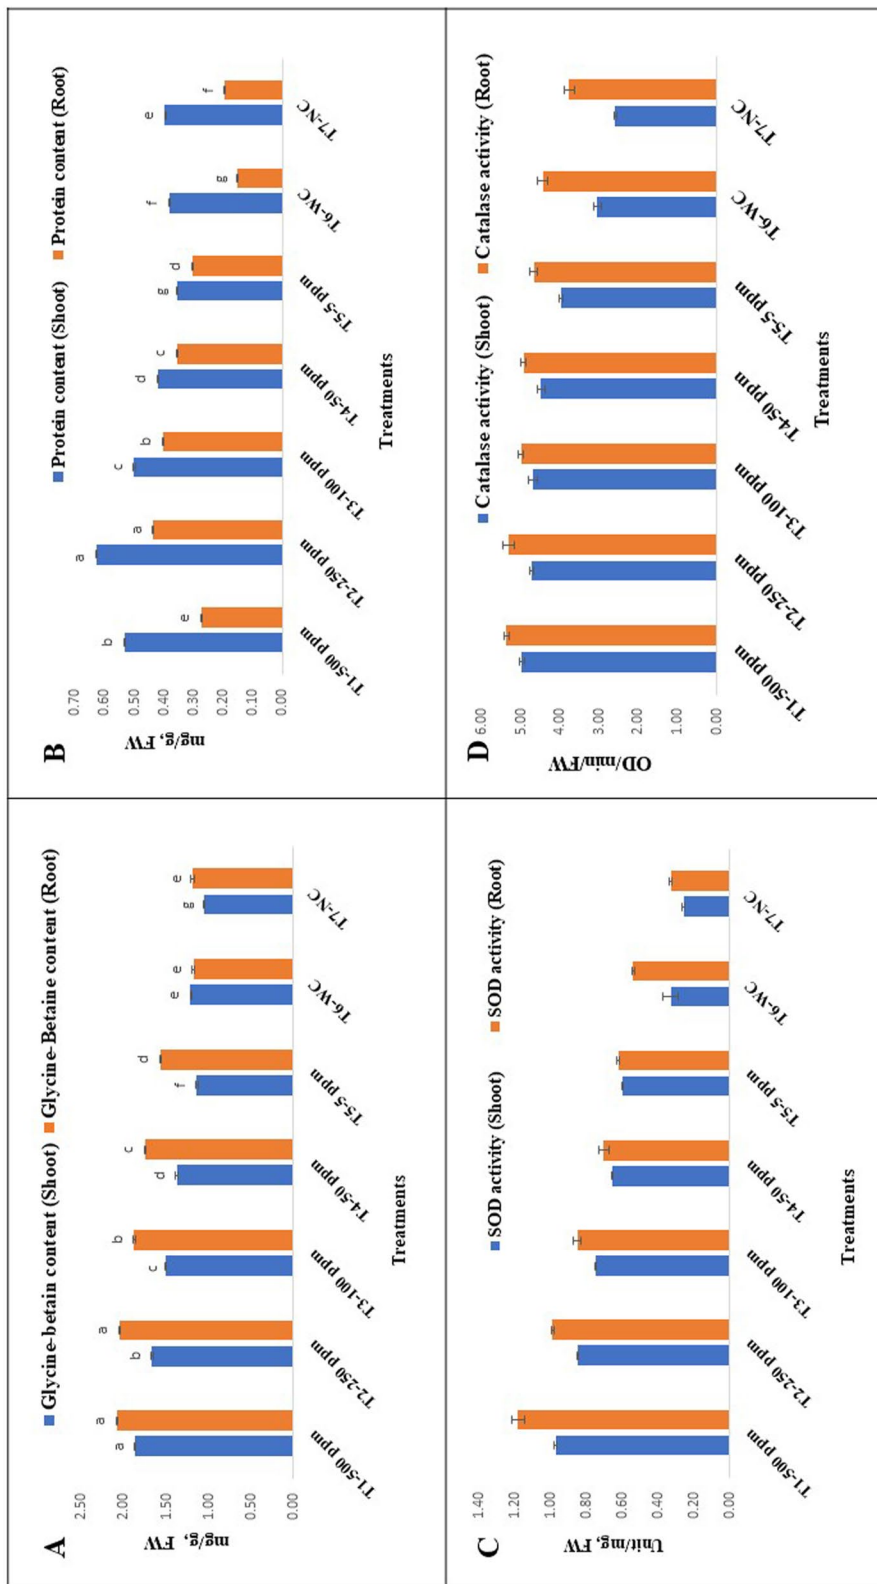 A
Glycine-betain content (Shoot) Glycine-Betaine content (Root)
mg/g, FW
2.50
2.00
1.50
1.00
0.50
0.00
a a b a c b d c f d e e g e
T1-500 ppm T2-250 ppm T3-100 ppm T4-50 ppm T5-5 ppm T6-WC T7-NC
Treatments
B
Protein content (Shoot) Protein content (Root)
mg/g, FW
0.70
0.60
0.50
0.40
0.30
0.20
0.10
0.00
b e a a c b d c g d f g e f
T1-500 ppm T2-250 ppm T3-100 ppm T4-50 ppm T5-5 ppm T6-WC T7-NC
Treatments
C
SOD activity (Shoot) SOD activity (Root)
Unit/mg, FW
1.40
1.20
1.00
0.80
0.60
0.40
0.20
0.00
T1-500 ppm T2-250 ppm T3-100 ppm T4-50 ppm T5-5 ppm T6-WC T7-NC
Treatments
D
Catalase activity (Shoot) Catalase activity (Root)
OD/min/FW
6.00
5.00
4.00
3.00
2.00
1.00
0.00
T1-500 ppm T2-250 ppm T3-100 ppm T4-50 ppm T5-5 ppm T6-WC T7-NC
Treatments